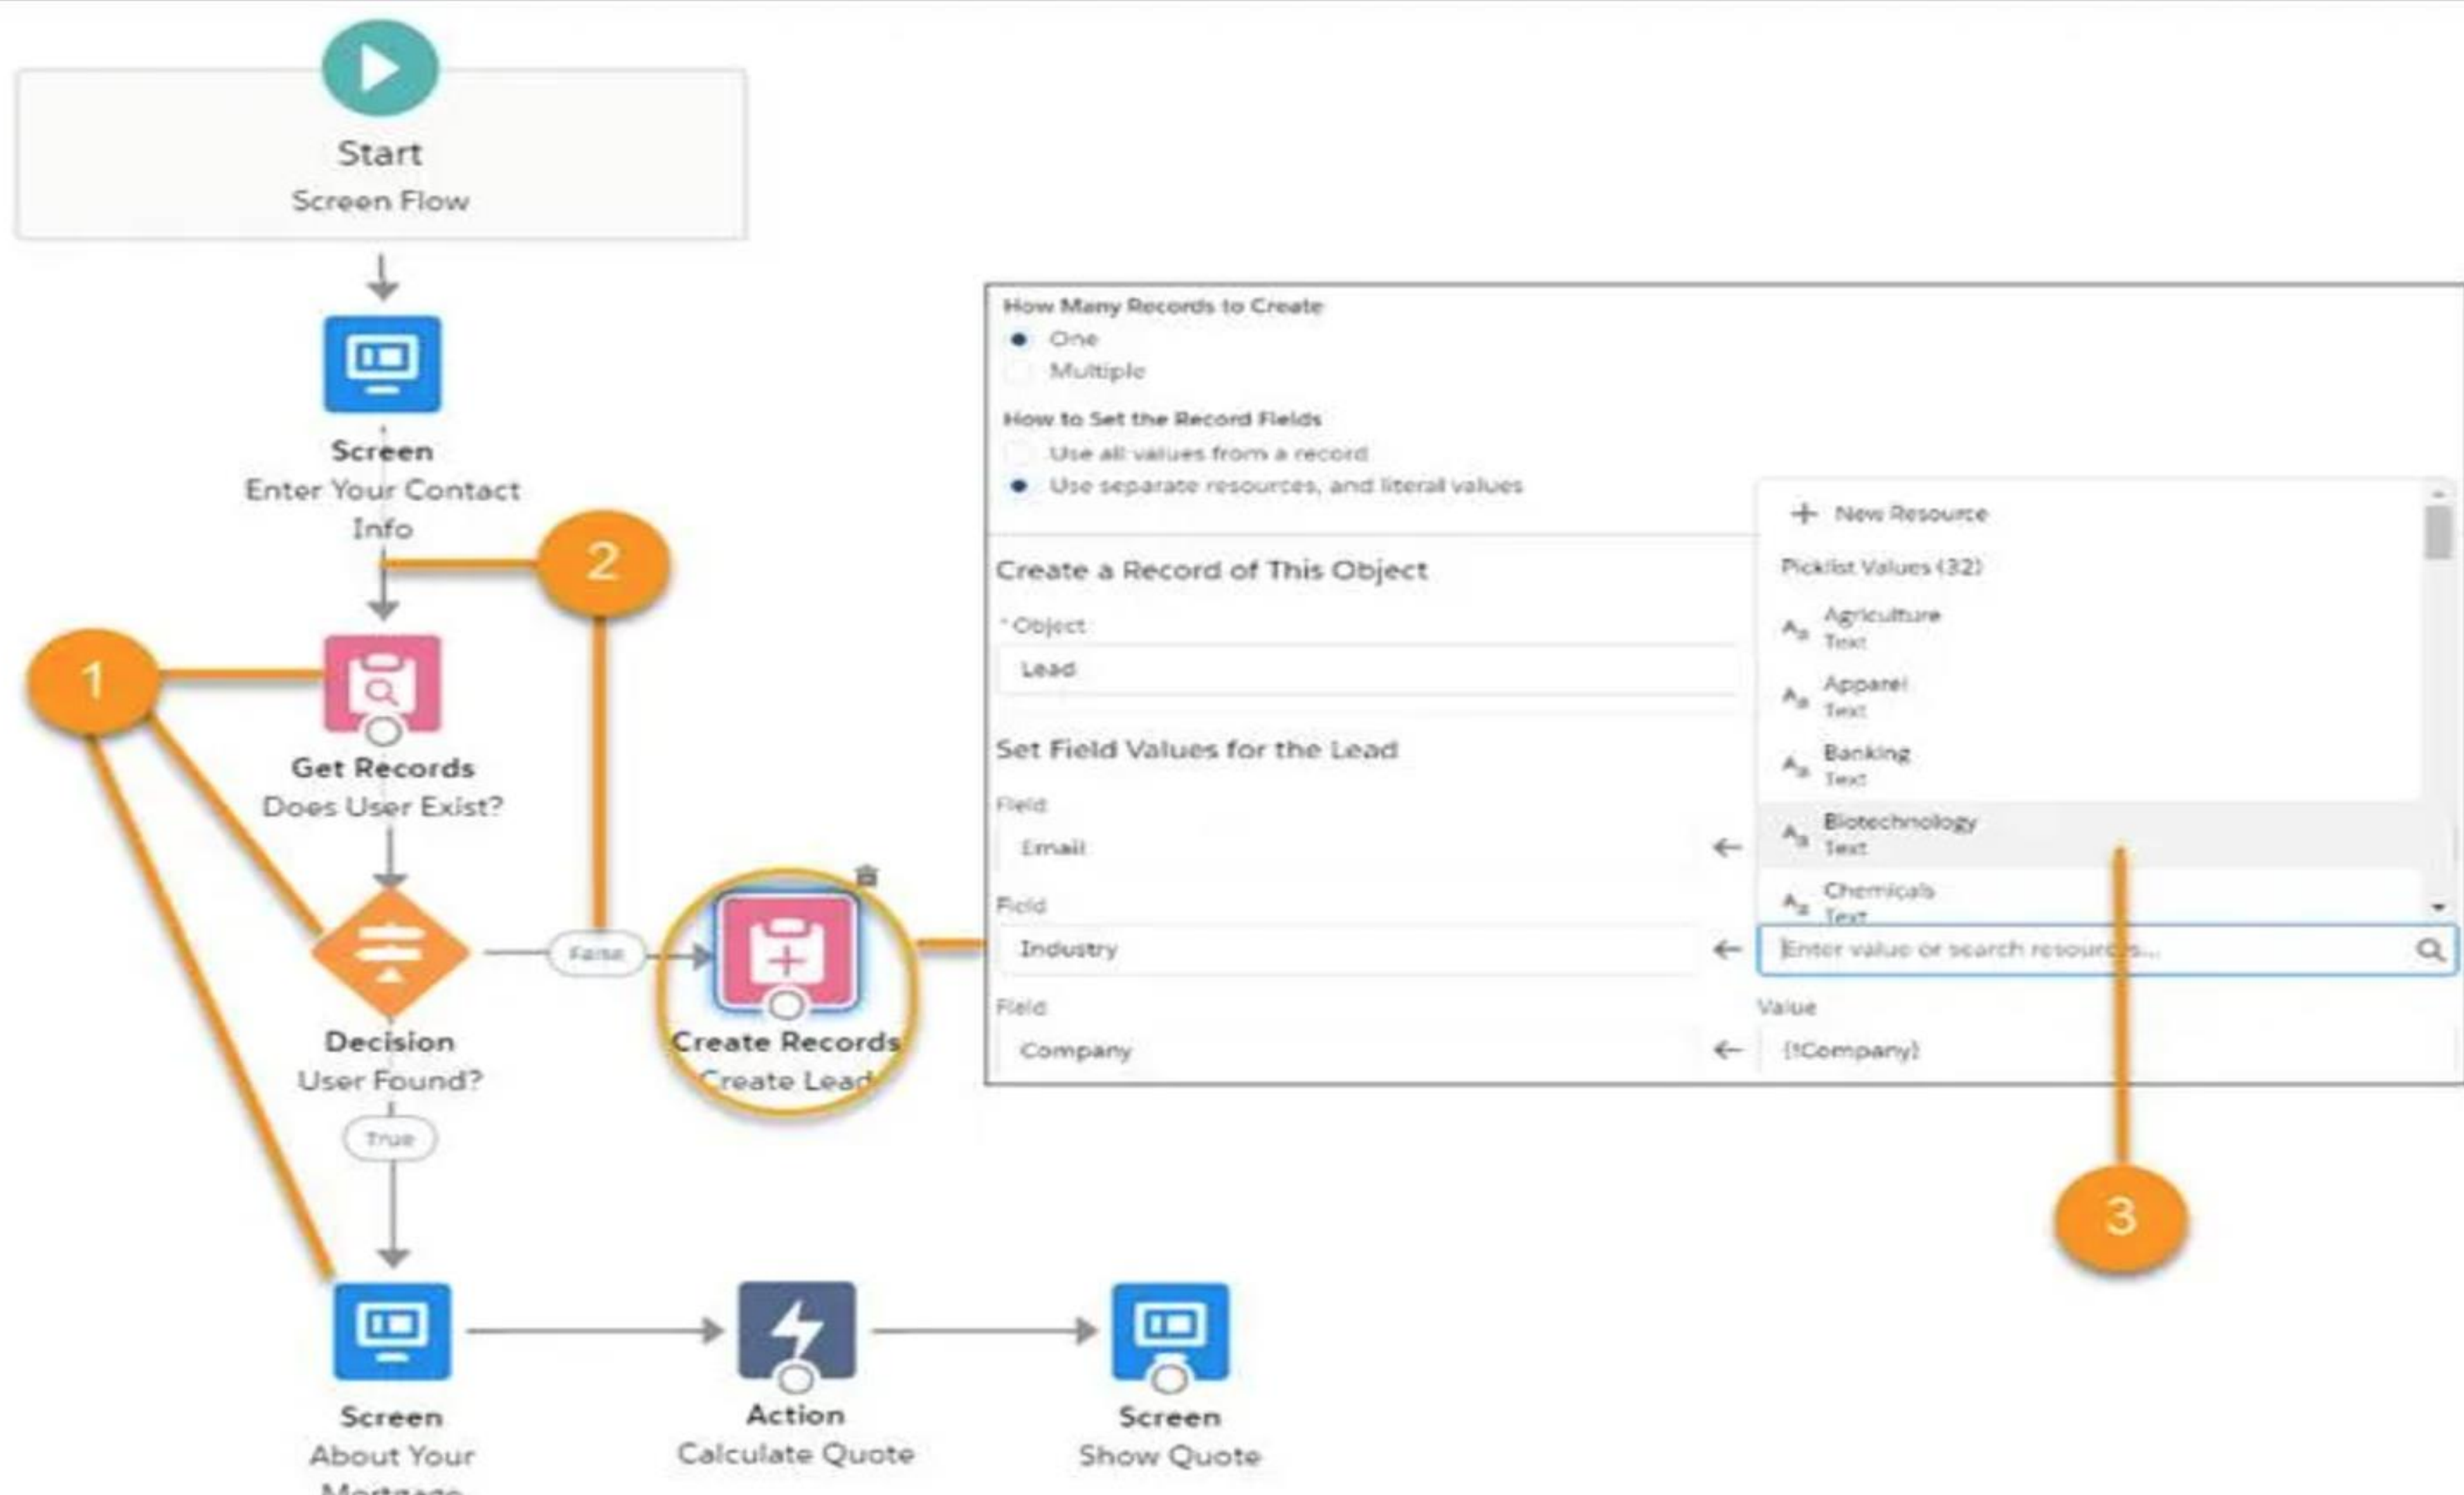 Start
Screen Flow
Screen
Enter Your Contact
Info
2
1
Get Records
Does User Exist?
False
Create Records
Create Lead
Decision
User Found?
True
Screen
About Your
Mortgage
Action
Calculate Quote
Screen
Show Quote
How Many Records to Create
One
Multiple
How to Set the Record Fields
Use all values from a record
Use separate resources, and literal values
Create a Record of This Object
* Object
Lead
Set Field Values for the Lead
Field
Email
Field
Industry
Field
Company
+ New Resource
Picklist Values (32)
Agriculture
Text
Apparel
Text
Banking
Text
Biotechnology
Text
Chemicals
Text
Enter value or search resources...
Value
{!Company}
3